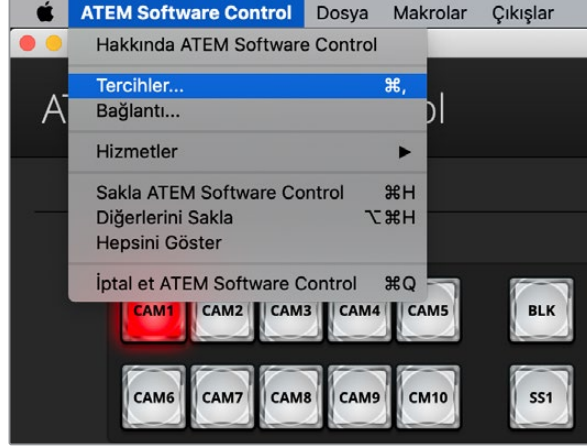 ATEM Software Control Dosya Makrolar Çıkışlar
Hakkında ATEM Software Control
Tercihler... ⌘,
Bağlantı...
Hizmetler ▶
Sakla ATEM Software Control ⌘H
Diğerlerini Sakla ⌥⌘H
Hepsini Göster
İptal et ATEM Software Control ⌘Q
CAM1 CAM2 CAM3 CAM4 CAM5 BLK
CAM6 CAM7 CAM8 CAM9 CM10 SS1